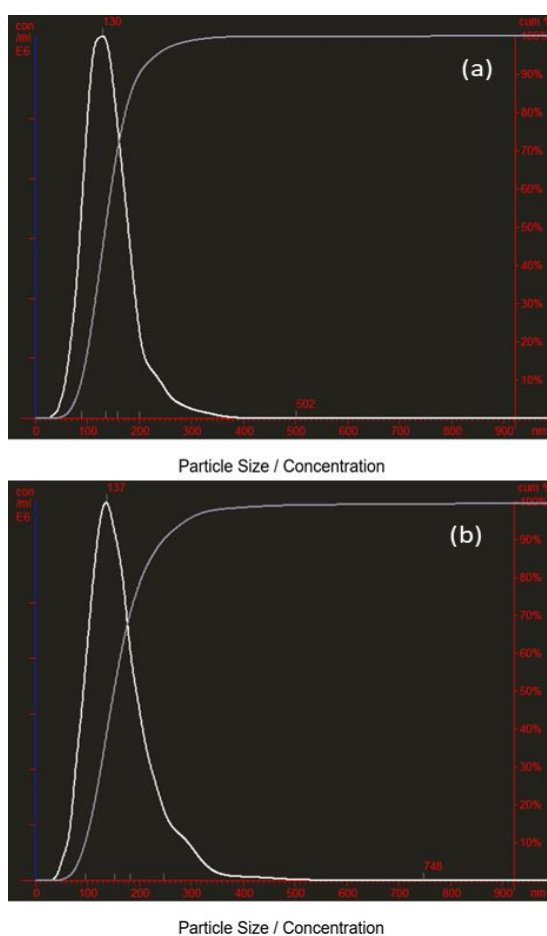 con 130 cum %
/ml 100%
E6 (a)
90%
80%
70%
60%
50%
40%
30%
20%
10%
502
0 100 200 300 400 500 600 700 800 900 nm
Particle Size / Concentration
con 137 cum %
/ml 100%
E6 (b)
90%
80%
70%
60%
50%
40%
30%
20%
10%
748
0 100 200 300 400 500 600 700 800 900 nm
Particle Size / Concentration